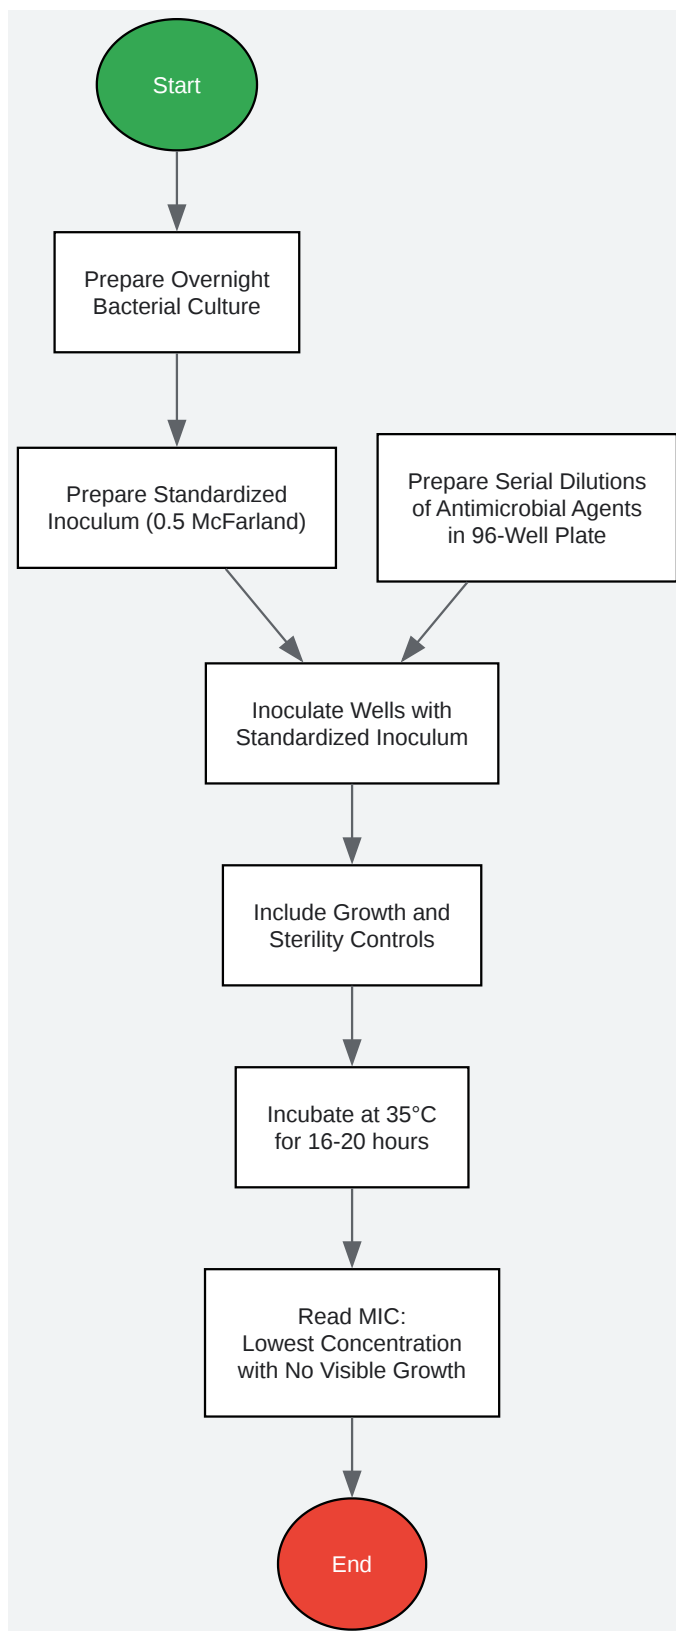 Start
Prepare Overnight
Bacterial Culture
Prepare Standardized
Inoculum (0.5 McFarland)
Prepare Serial Dilutions
of Antimicrobial Agents
in 96-Well Plate
Inoculate Wells with
Standardized Inoculum
Include Growth and
Sterility Controls
Incubate at 35°C
for 16-20 hours
Read MIC:
Lowest Concentration
with No Visible Growth
End